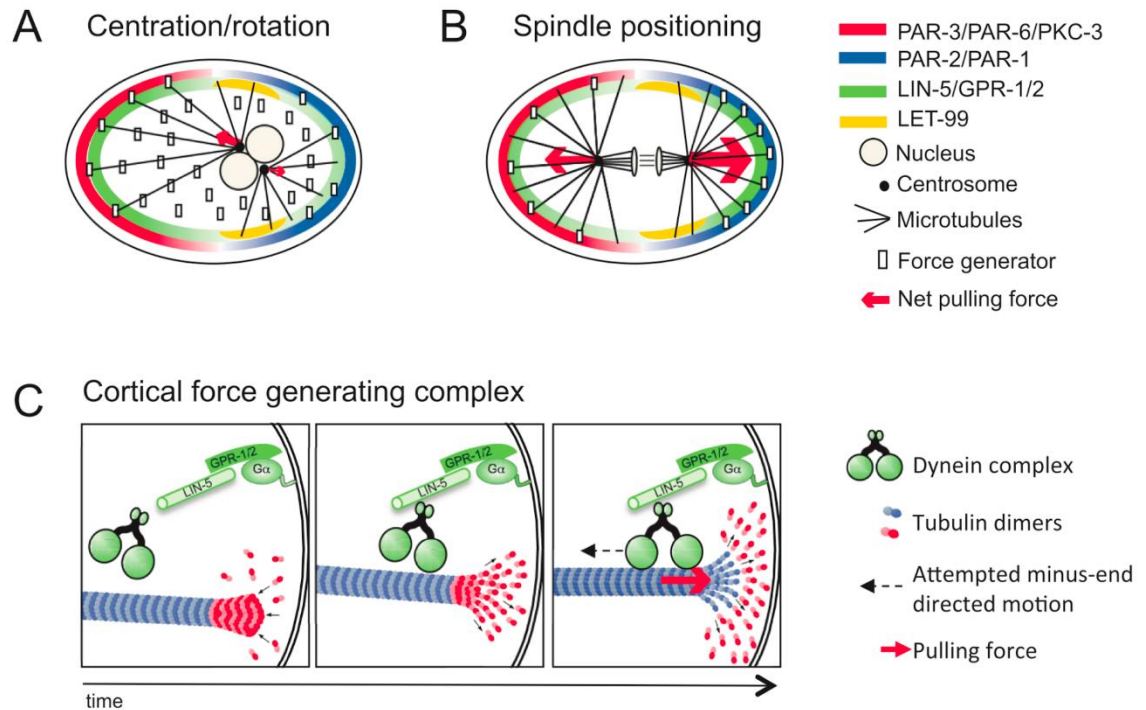 A Centration/rotation
B Spindle positioning
PAR-3/PAR-6/PKC-3
PAR-2/PAR-1
LIN-5/GPR-1/2
LET-99
Nucleus
Centrosome
Microtubules
Force generator
Net pulling force
C Cortical force generating complex
GPR-1/2
LIN-5
Gα
GPR-1/2
LIN-5
Gα
GPR-1/2
LIN-5
Gα
time
Dynein complex
Tubulin dimers
Attempted minus-end
directed motion
Pulling force